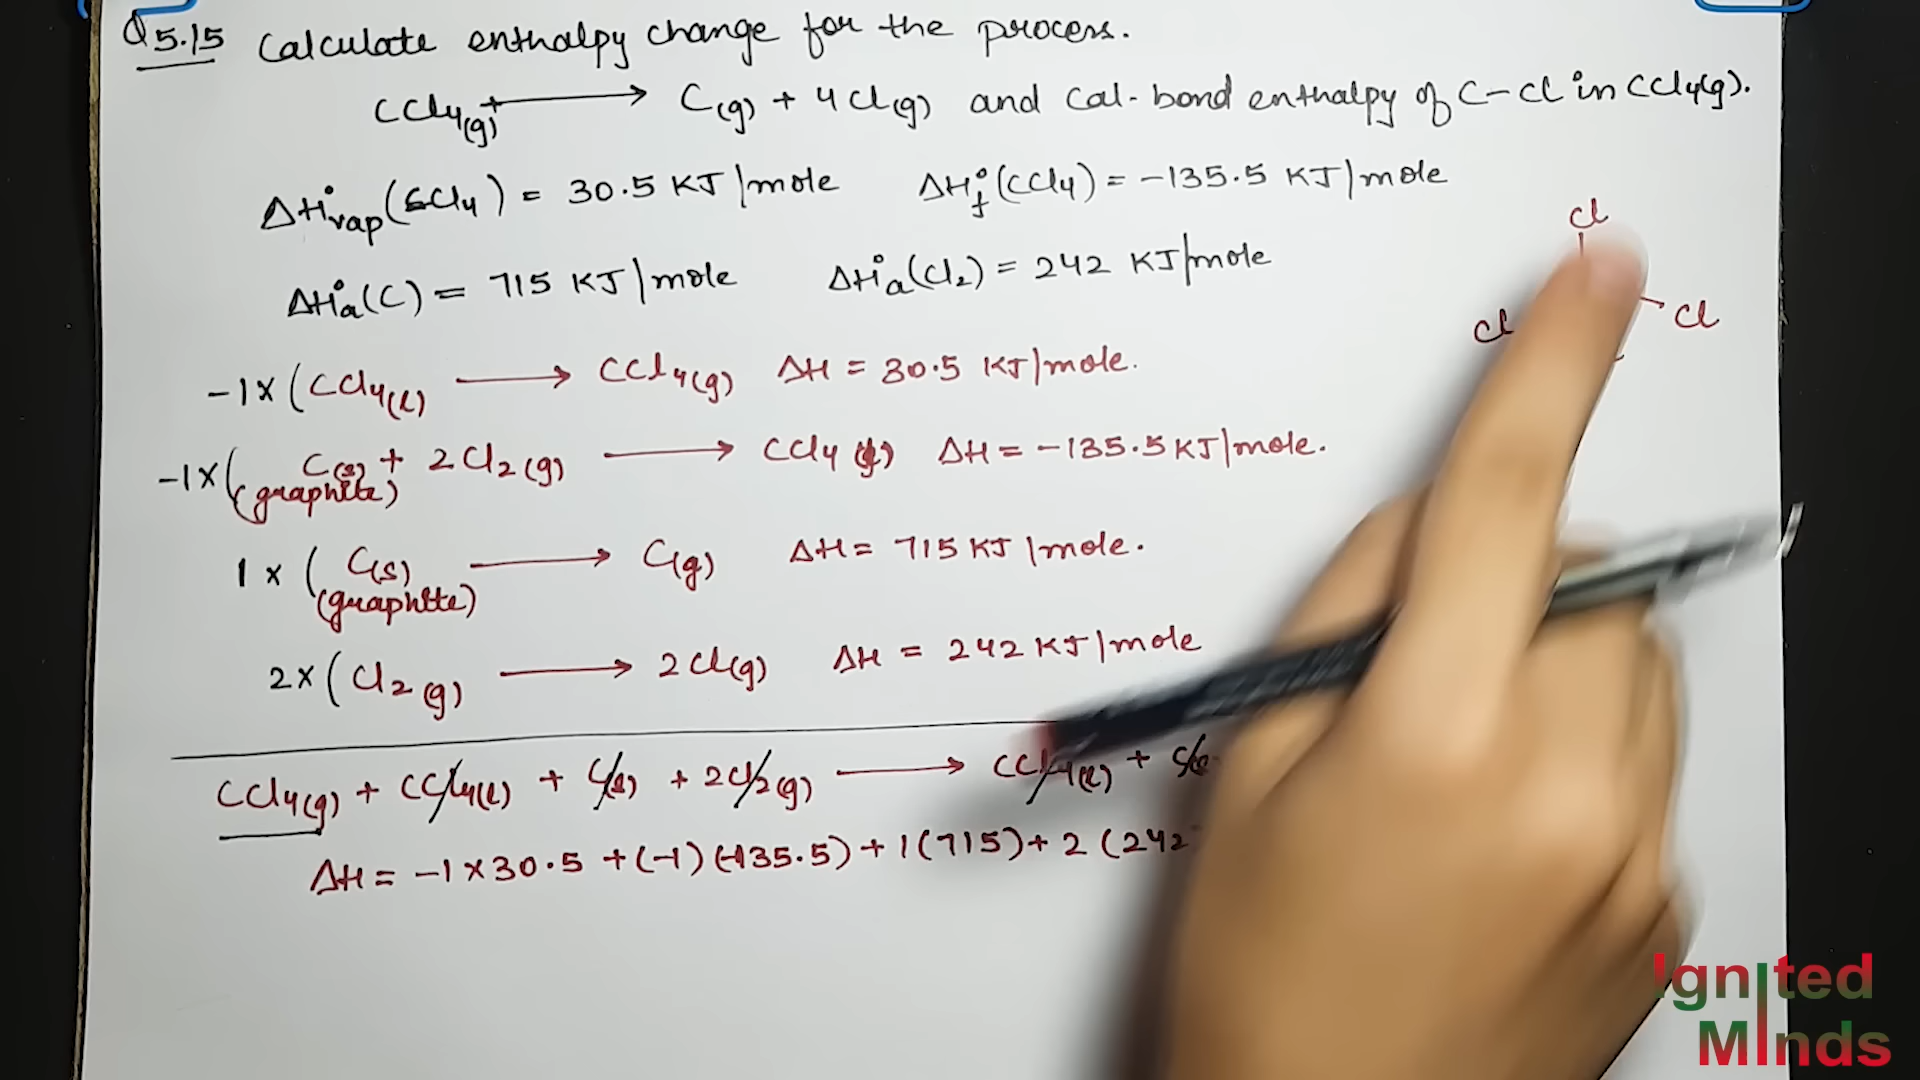 Q5.15 Calculate enthalpy change for the process.
CCl4(g) → C(g) + 4Cl(g) and Cal. bond enthalpy of C-Cl in CCl4(g).
ΔH°vap(CCl4) = 30.5 KJ/mole ΔH°f(CCl4) = -135.5 KJ/mole
ΔH°a(C) = 715 KJ/mole ΔH°a(Cl2) = 242 KJ/mole
Cl
Cl Cl
-1×(CCl4(l) → CCl4(g) ΔH = 30.5 KJ/mole.
-1×(C(s) + 2Cl2(g) → CCl4(l) ΔH = -135.5 KJ/mole.
(graphite)
1×(C(s) → C(g) ΔH = 715 KJ/mole.
(graphite)
2×(Cl2(g) → 2Cl(g) ΔH = 242 KJ/mole
CCl4(g) + CCl4(l) + C(s) + 2Cl2(g) → CCl4(l) +
ΔH = -1×30.5 +(-1)(-135.5)+1(715)+2(242
Ignited
Minds